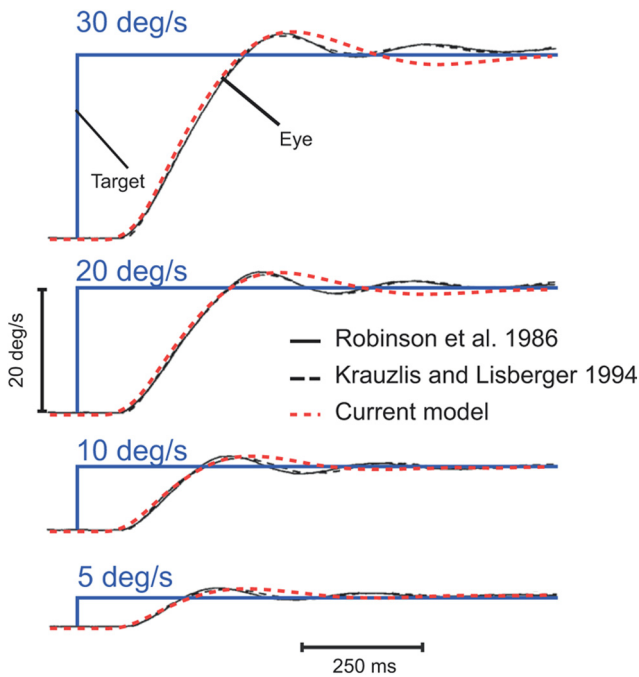 30 deg/s
Eye
Target
20 deg/s
20 deg/s
Robinson et al. 1986
Krauzlis and Lisberger 1994
Current model
10 deg/s
5 deg/s
250 ms